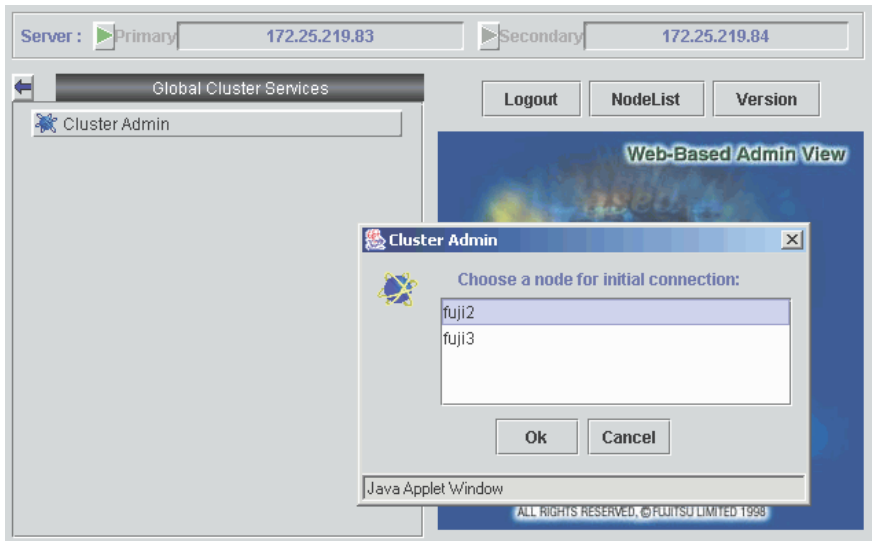 Server : Primary 172.25.219.83 Secondary 172.25.219.84
Global Cluster Services
Cluster Admin
Logout NodeList Version
Web-Based Admin View
Cluster Admin
Choose a node for initial connection:
fuji2
fuji3
Ok Cancel
Java Applet Window
ALL RIGHTS RESERVED, © FUJITSU LIMITED 1998